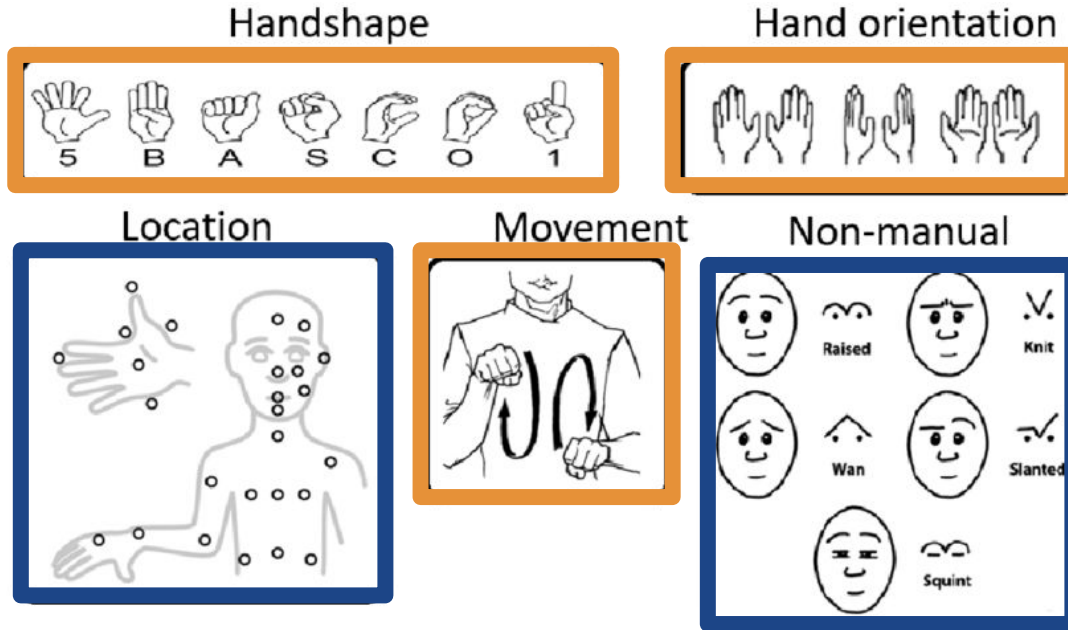 Handshape
Hand orientation
5 B A S C O 1
Location
Movement
Non-manual
Raised
Knit
Wan
Slanted
Squint